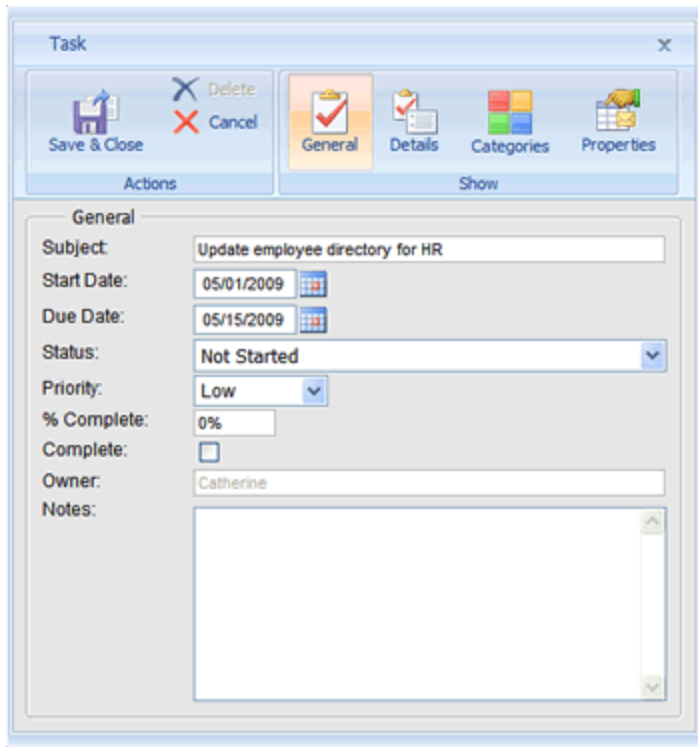 Task
Delete
Cancel
Save & Close
General
Details
Categories
Properties
Actions
Show
General
Subject:
Update employee directory for HR
Start Date:
05/01/2009
Due Date:
05/15/2009
Status:
Not Started
Priority:
Low
% Complete:
0%
Complete:
Owner:
Catherine
Notes: